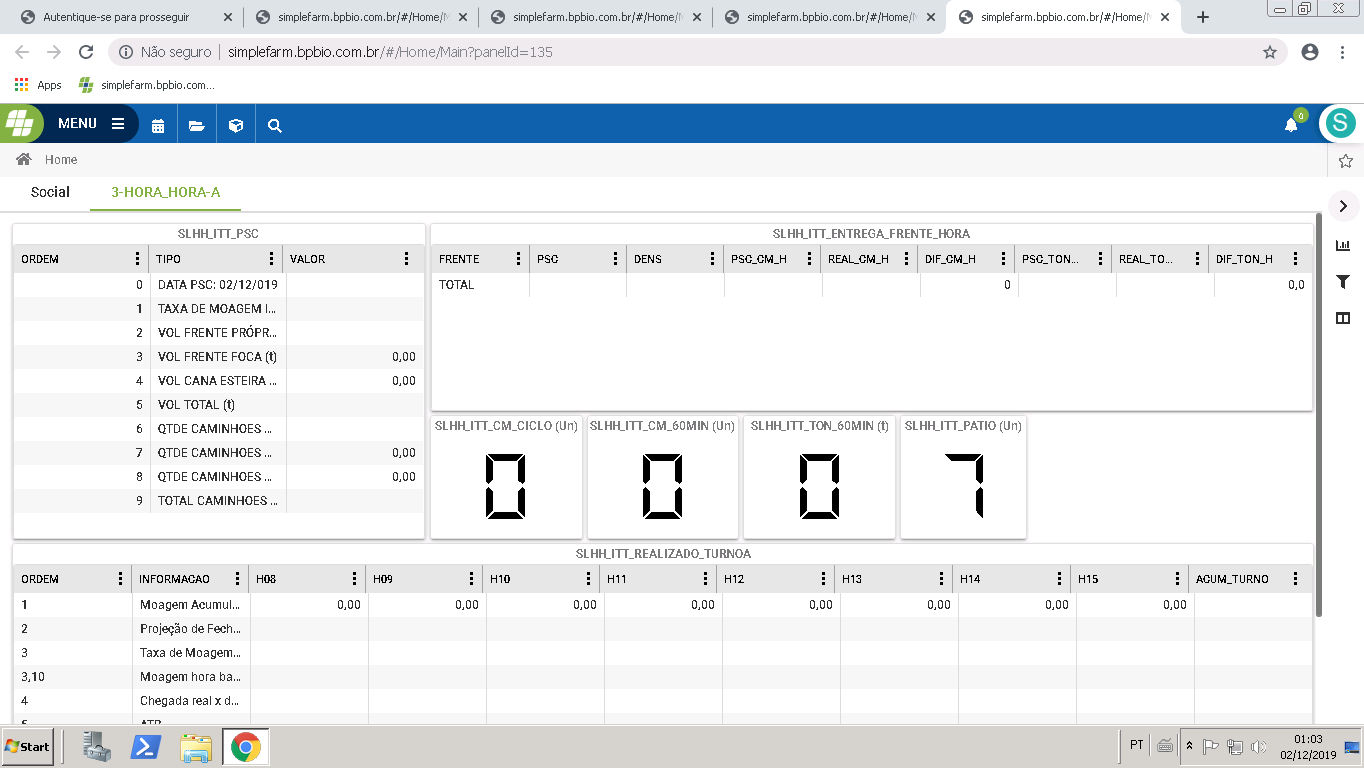 Autentique-se para prosseguir
simplefarm.bpbio.com.br/#/Home/M
simplefarm.bpbio.com.br/#/Home/M
simplefarm.bpbio.com.br/#/Home/M
simplefarm.bpbio.com.br/#/Home/M
Não seguro
simplefarm.bpbio.com.br/#/Home/Main?panelId=135
Apps
simplefarm.bpbio.com...
MENU
0
S
Home
Social
3-HORA_HORA-A
SLHH_ITT_PSC
ORDEM TIPO VALOR
0 DATA PSC: 02/12/019
1 TAXA DE MOAGEM I...
2 VOL FRENTE PRÓPR...
3 VOL FRENTE FOCA (t) 0,00
4 VOL CANA ESTEIRA ... 0,00
5 VOL TOTAL (t)
6 QTDE CAMINHOES ...
7 QTDE CAMINHOES ... 0,00
8 QTDE CAMINHOES ... 0,00
9 TOTAL CAMINHOES ...
SLHH_ITT_ENTREGA_FRENTE_HORA
FRENTE PSC DENS PSC_CM_H REAL_CM_H DIF_CM_H PSC_TON... REAL_TO... DIF_TON_H
TOTAL 0 0,0
SLHH_ITT_CM_CICLO (Un)
0
SLHH_ITT_CM_60MIN (Un)
0
SLHH_ITT_TON_60MIN (t)
0
SLHH_ITT_PATIO (Un)
7
SLHH_ITT_REALIZADO_TURNOA
ORDEM INFORMACAO H08 H09 H10 H11 H12 H13 H14 H15 ACUM_TURNO
1 Moagem Acumul... 0,00 0,00 0,00 0,00 0,00 0,00 0,00 0,00
2 Projeção de Fech...
3 Taxa de Moagem...
3,10 Moagem hora ba...
4 Chegada real x d...
5 ATR
Start
PT
01:03
02/12/2019